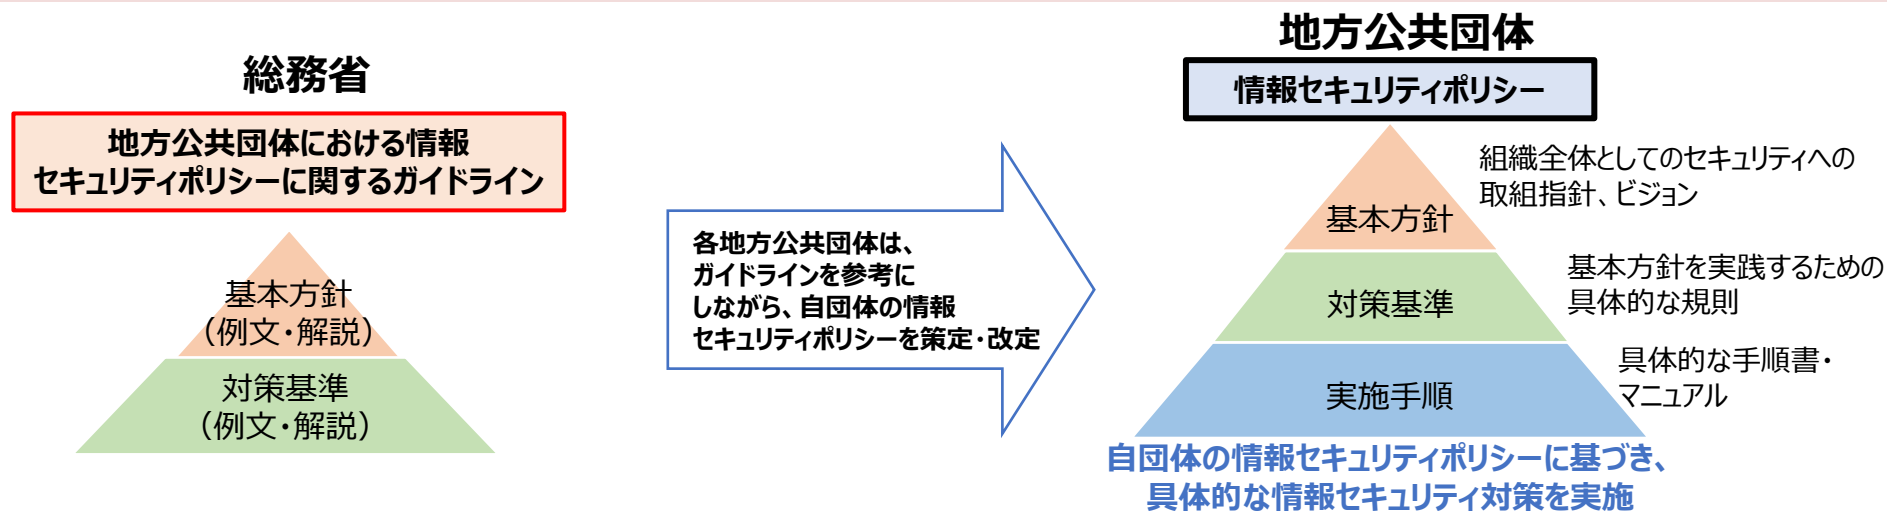 総務省
地方公共団体における情報
セキュリティポリシーに関するガイドライン
基本方針
（例文・解説）
対策基準
（例文・解説）
各地方公共団体は、
ガイドラインを参考に
しながら、自団体の情報
セキュリティポリシーを策定・改定
地方公共団体
情報セキュリティポリシー
基本方針
組織全体としてのセキュリティへの
取組指針、ビジョン
対策基準
基本方針を実践するための
具体的な規則
実施手順
具体的な手順書・
マニュアル
自団体の情報セキュリティポリシーに基づき、
具体的な情報セキュリティ対策を実施